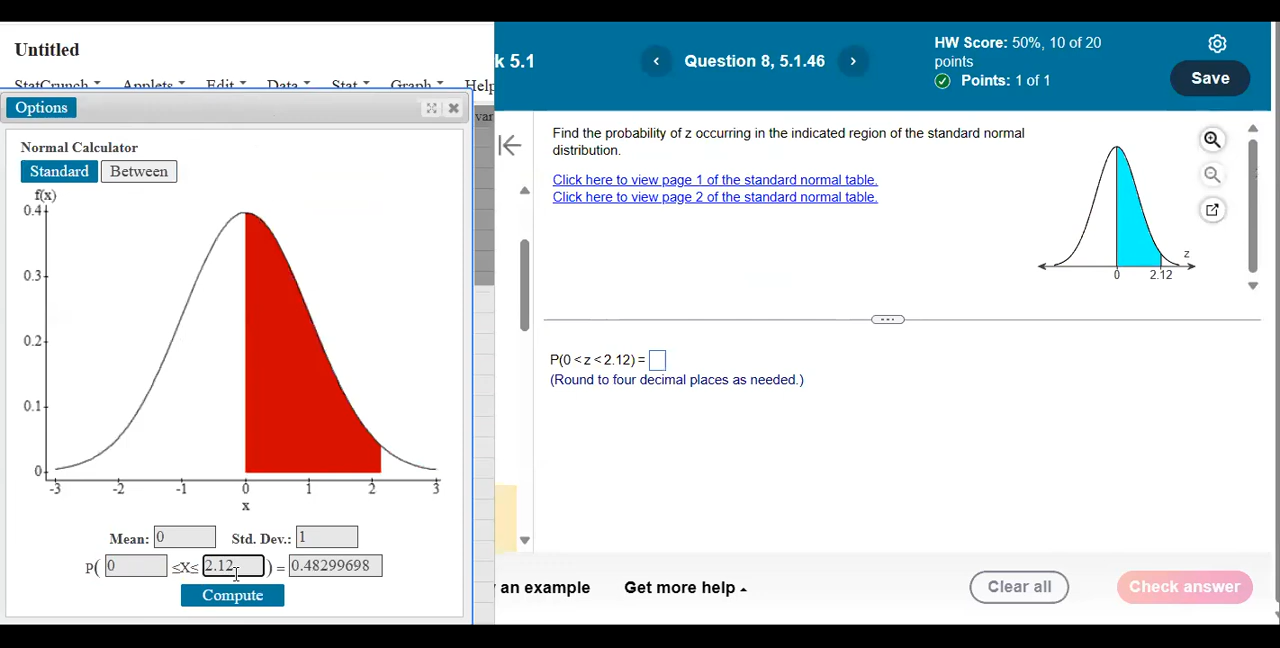 Untitled
StatCrunch Applets Edit Data Stat Graph Help
Options
var
Normal Calculator
Standard Between
f(x)
0.4
0.3
0.2
0.1
0
-3 -2 -1 0 1 2 3
x
Mean: 0 Std. Dev.: 1
P( 0 ≤X≤ 2.12 ) = 0.48299698
Compute
k 5.1
Question 8, 5.1.46
HW Score: 50%, 10 of 20
points
Points: 1 of 1
Save
Find the probability of z occurring in the indicated region of the standard normal
distribution.
Click here to view page 1 of the standard normal table.
Click here to view page 2 of the standard normal table.
z
0 2.12
P(0 < z < 2.12) =
(Round to four decimal places as needed.)
an example Get more help Clear all Check answer